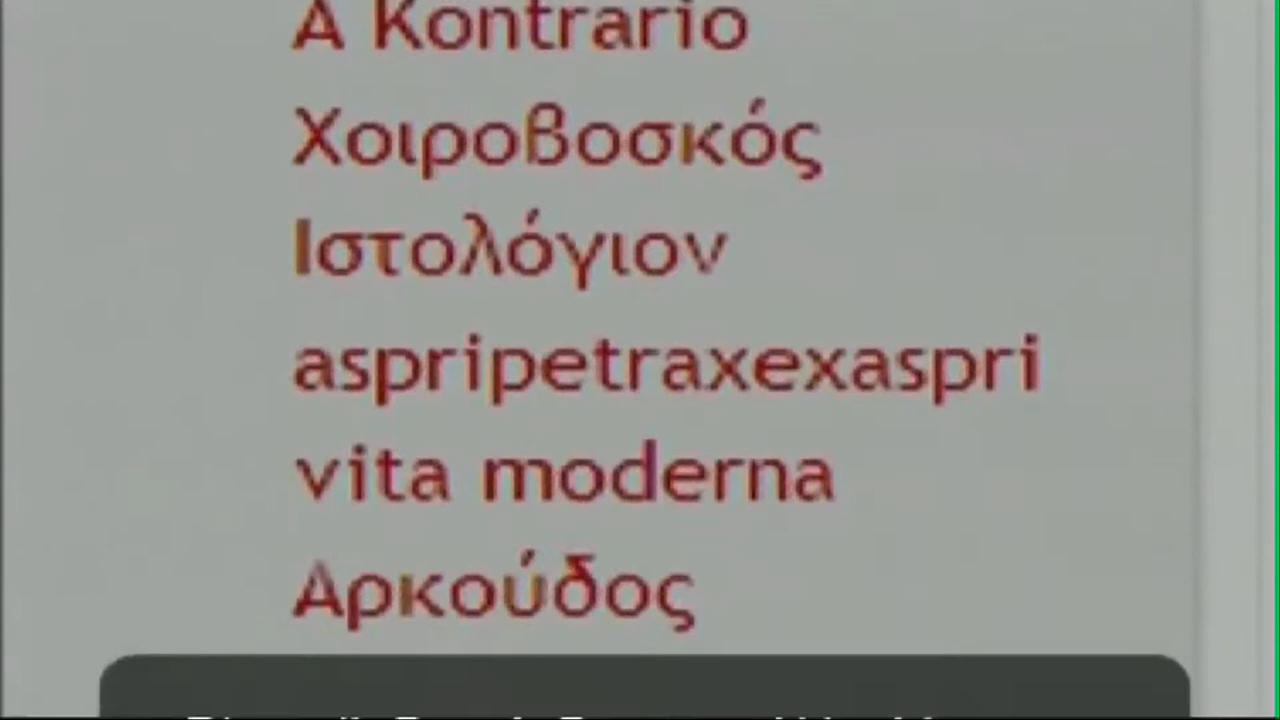 A Kontrario
Χοιροβοσκός
Ιστολόγιον
aspripetraxexaspri
vita moderna
Αρκούδος